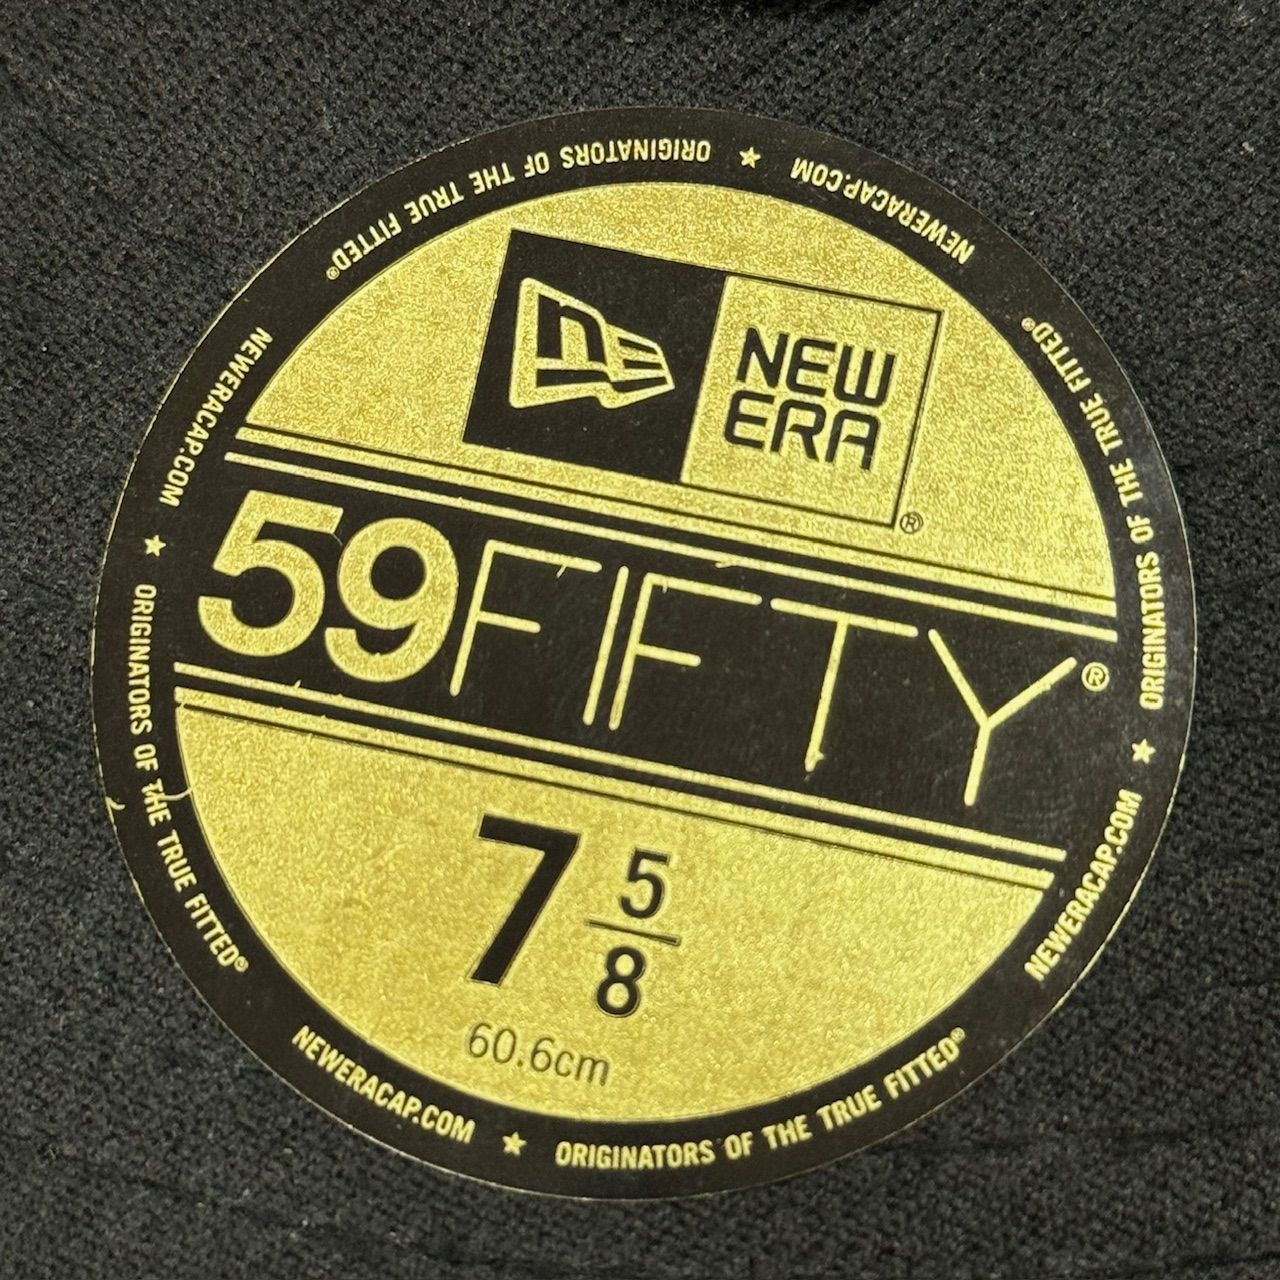 NEW
ERA®
59FIFTY®
7 5/8
60.6cm
ORIGINATORS OF THE TRUE FITTED®
★ NEWERACAP.COM
ORIGINATORS OF THE TRUE FITTED®
★ NEWERACAP.COM
ORIGINATORS OF THE TRUE FITTED®
★ NEWERACAP.COM
ORIGINATORS OF THE TRUE FITTED®
★ NEWERACAP.COM